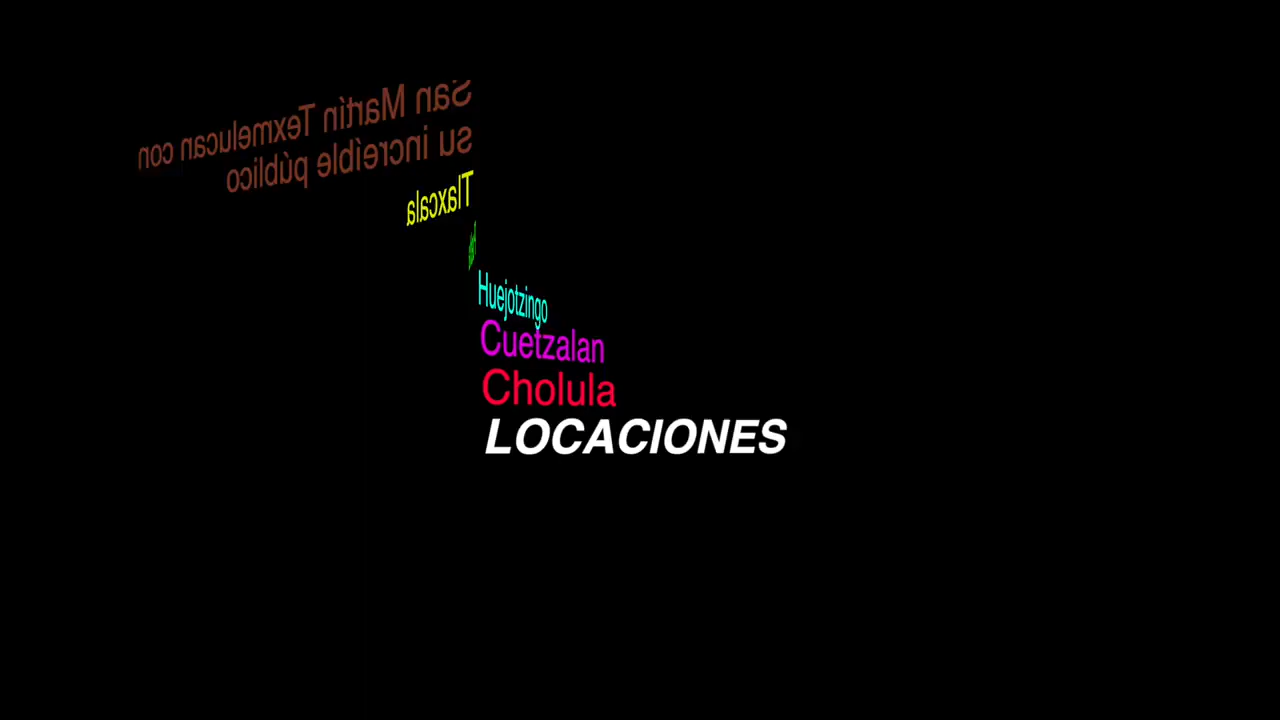 San Martín Texmelucan con
su increíble público
Tlaxcala
Huejotzingo
Cuetzalan
Cholula
LOCACIONES